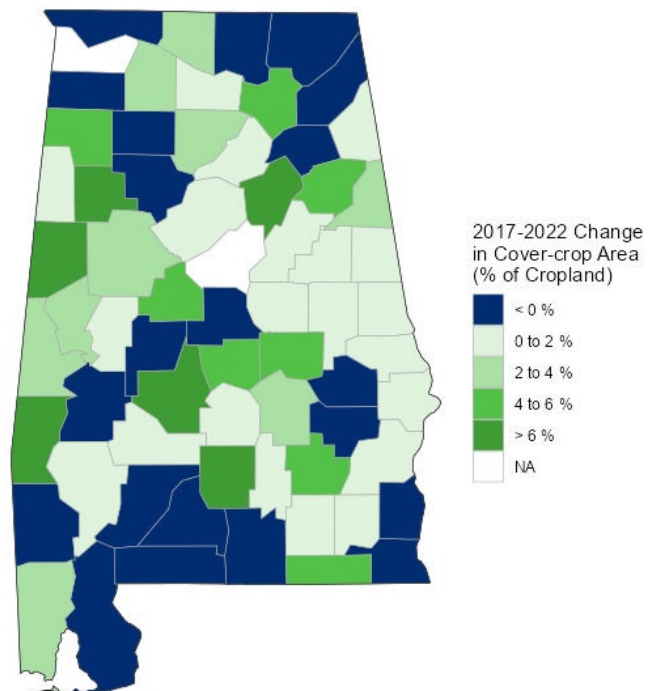 2017-2022 Change
in Cover-crop Area
(% of Cropland)
< 0 %
0 to 2 %
2 to 4 %
4 to 6 %
>6 %
NA